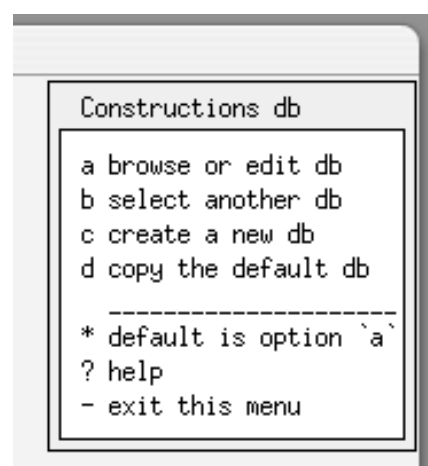 Constructions db
a browse or edit db
b select another db
c create a new db
d copy the default db
_____________________
* default is option `a`
? help
- exit this menu